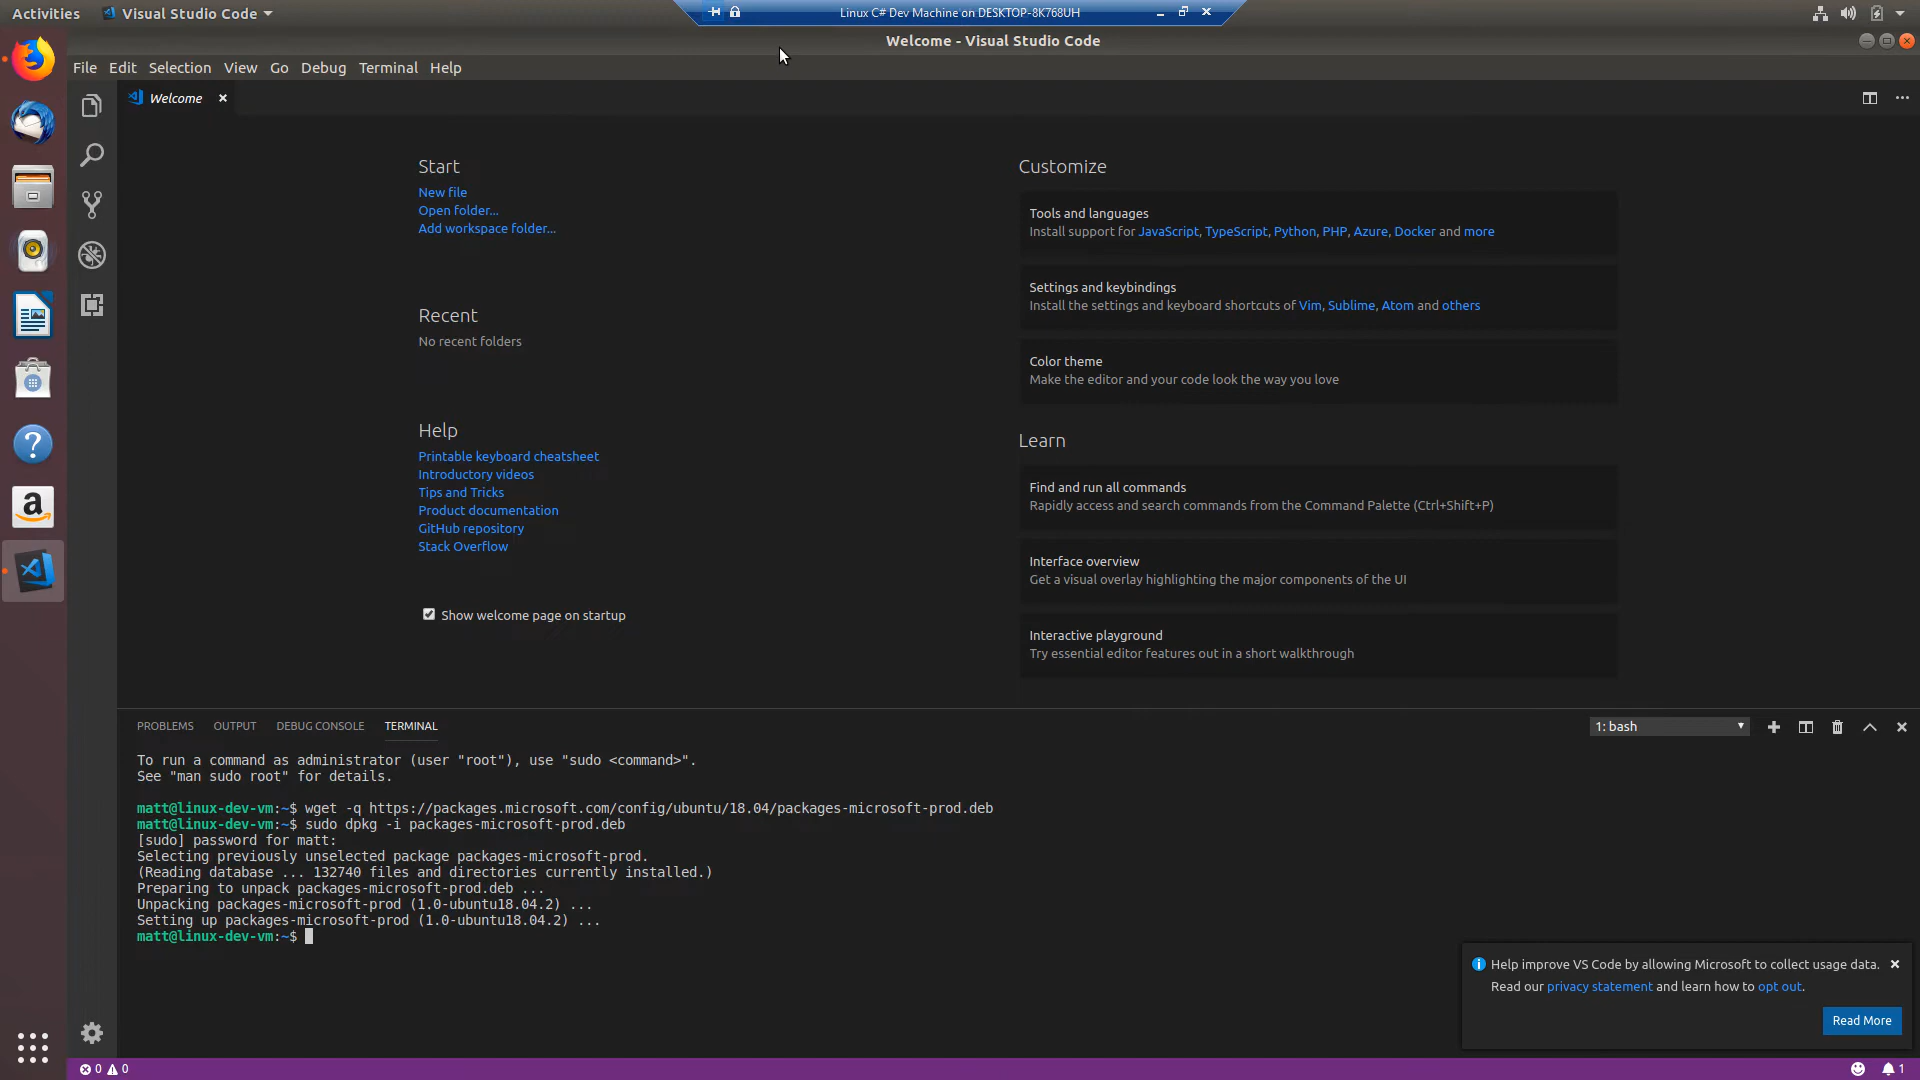 Activities
Visual Studio Code
Linux C# Dev Machine on DESKTOP-8K768UH
Welcome - Visual Studio Code
File Edit Selection View Go Debug Terminal Help
Welcome
Start
New file
Open folder...
Add workspace folder...
Recent
No recent folders
Help
Printable keyboard cheatsheet
Introductory videos
Tips and Tricks
Product documentation
GitHub repository
Stack Overflow
Show welcome page on startup
Customize
Tools and languages
Install support for JavaScript, TypeScript, Python, PHP, Azure, Docker and more
Settings and keybindings
Install the settings and keyboard shortcuts of Vim, Sublime, Atom and others
Color theme
Make the editor and your code look the way you love
Learn
Find and run all commands
Rapidly access and search commands from the Command Palette (Ctrl+Shift+P)
Interface overview
Get a visual overlay highlighting the major components of the UI
Interactive playground
Try essential editor features out in a short walkthrough
PROBLEMS OUTPUT DEBUG CONSOLE TERMINAL
1: bash
To run a command as administrator (user "root"), use "sudo <command>".
See "man sudo root" for details.
matt@linux-dev-vm:~$ wget -q https://packages.microsoft.com/config/ubuntu/18.04/packages-microsoft-prod.deb
matt@linux-dev-vm:~$ sudo dpkg -i packages-microsoft-prod.deb
[sudo] password for matt:
Selecting previously unselected package packages-microsoft-prod.
(Reading database ... 132740 files and directories currently installed.)
Preparing to unpack packages-microsoft-prod.deb ...
Unpacking packages-microsoft-prod (1.0-ubuntu18.04.2) ...
Setting up packages-microsoft-prod (1.0-ubuntu18.04.2) ...
matt@linux-dev-vm:~$
Help improve VS Code by allowing Microsoft to collect usage data.
Read our privacy statement and learn how to opt out.
Read More
0 0
1